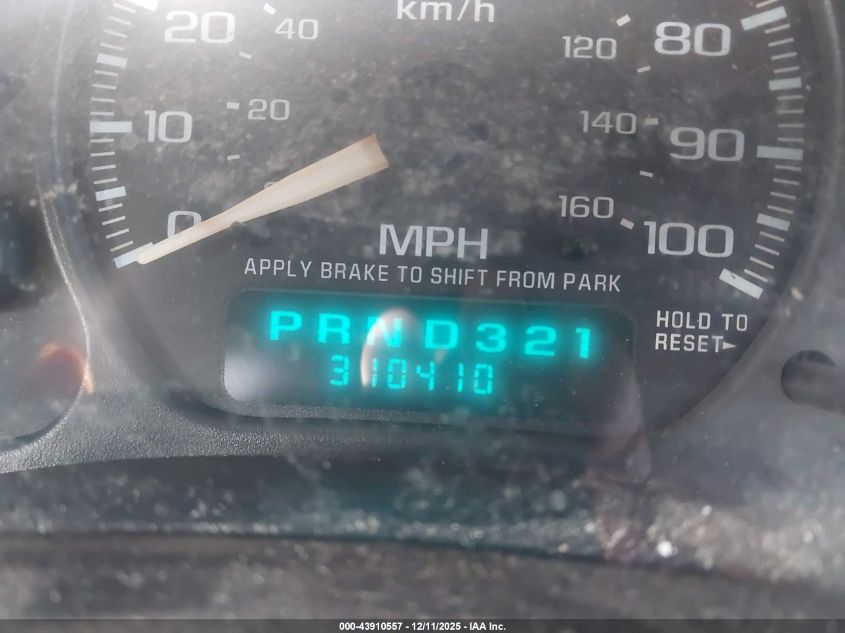 km/h
20 40 120 80
10 20 140 90
0 160 100
MPH
APPLY BRAKE TO SHIFT FROM PARK
HOLD TO
RESET►
PRND321
310410
000-43910557 - 12/11/2025 - IAA Inc.